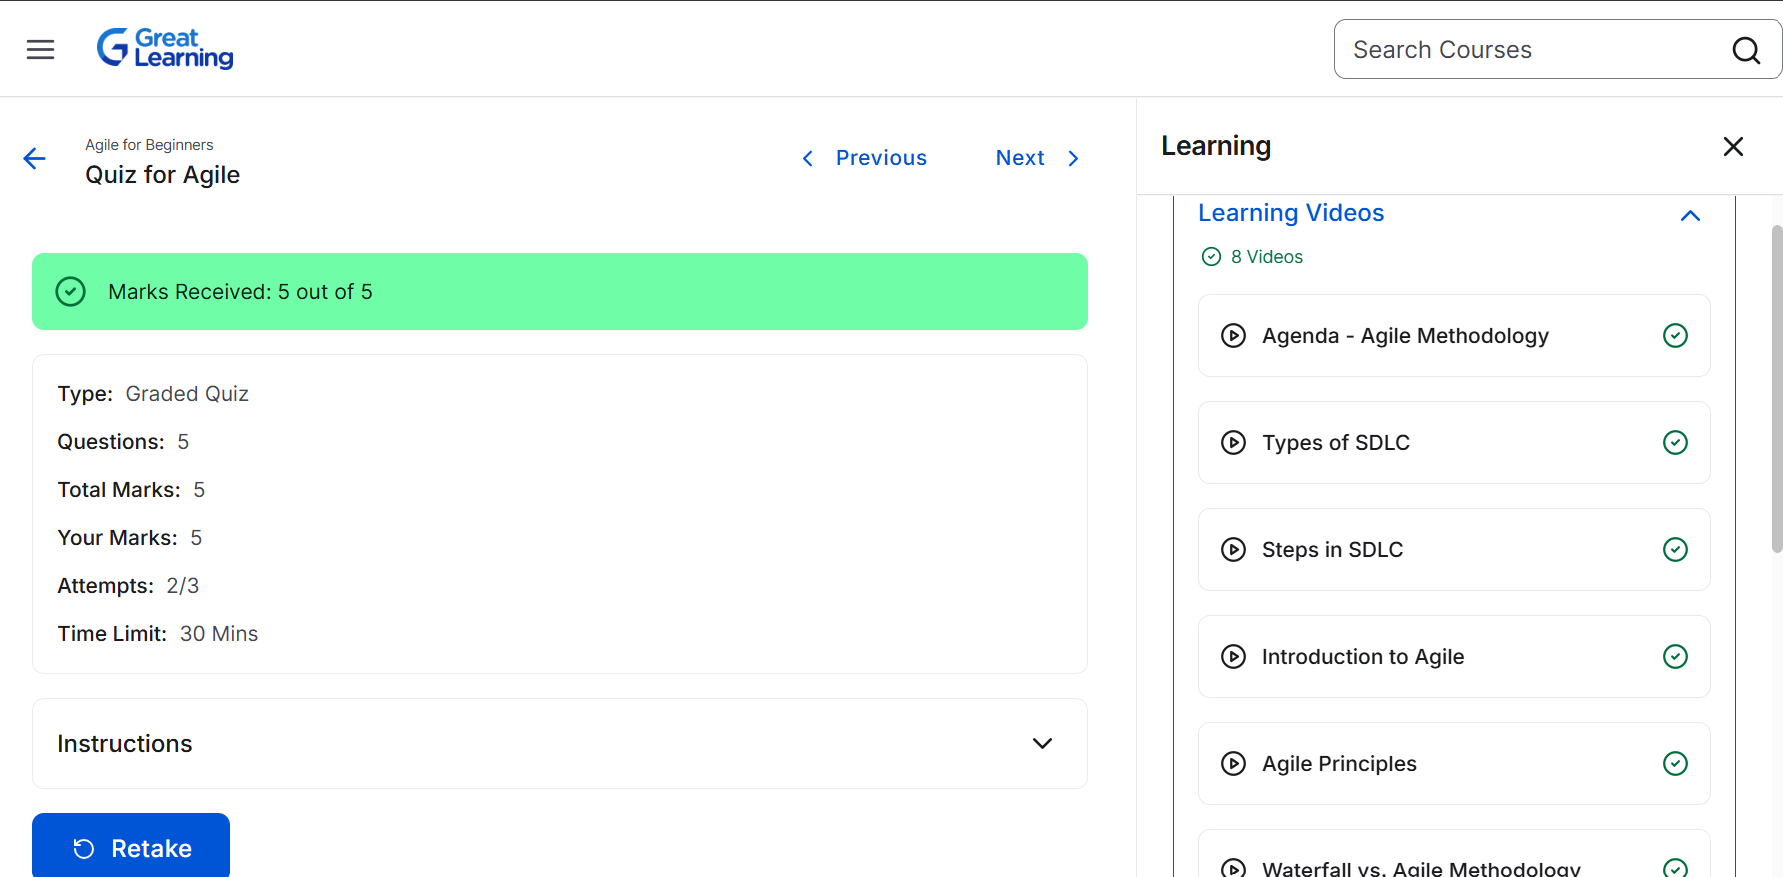 Great
Learning
Search Courses
Agile for Beginners
Quiz for Agile
Previous
Next
Marks Received: 5 out of 5
Type: Graded Quiz
Questions: 5
Total Marks: 5
Your Marks: 5
Attempts: 2/3
Time Limit: 30 Mins
Instructions
Retake
Learning
Learning Videos
8 Videos
Agenda - Agile Methodology
Types of SDLC
Steps in SDLC
Introduction to Agile
Agile Principles
Waterfall vs. Agile Methodology